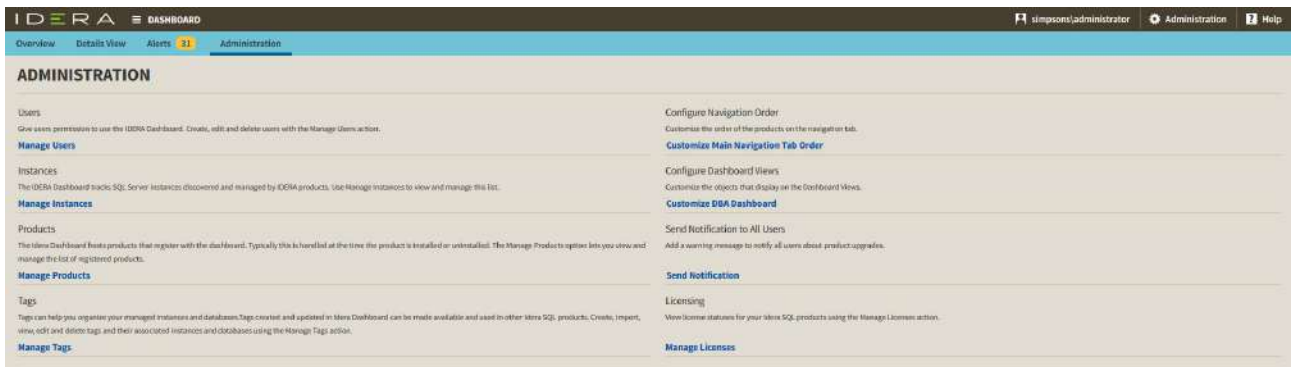 IDERA ≡ DASHBOARD simpsons\administrator Administration ? Help
Overview Details View Alerts 31 Administration
ADMINISTRATION
Users
Give users permission to use the IDERA Dashboard. Create, edit and delete users with the Manage Users action.
Manage Users
Instances
The IDERA Dashboard tracks SQL Server instances discovered and managed by IDERA products. Use Manage Instances to view and manage this list.
Manage Instances
Products
The Idera Dashboard hosts products that register with the dashboard. Typically this is handled at the time the product is installed or uninstalled. The Manage Products option lets you view and
manage the list of registered products.
Manage Products
Tags
Tags can help you organize your managed instances and databases.Tags created and updated in Idera Dashboard can be made available and used in other Idera SQL products. Create, import,
view, edit and delete tags and their associated instances and databases using the Manage Tags action.
Manage Tags
Configure Navigation Order
Customize the order of the products on the navigation tab.
Customize Main Navigation Tab Order
Configure Dashboard Views
Customize the objects that display on the Dashboard Views.
Customize DBA Dashboard
Send Notification to All Users
Add a warning message to notify all users about product upgrades.
Send Notification
Licensing
View license statuses for your Idera SQL products using the Manage Licenses action.
Manage Licenses